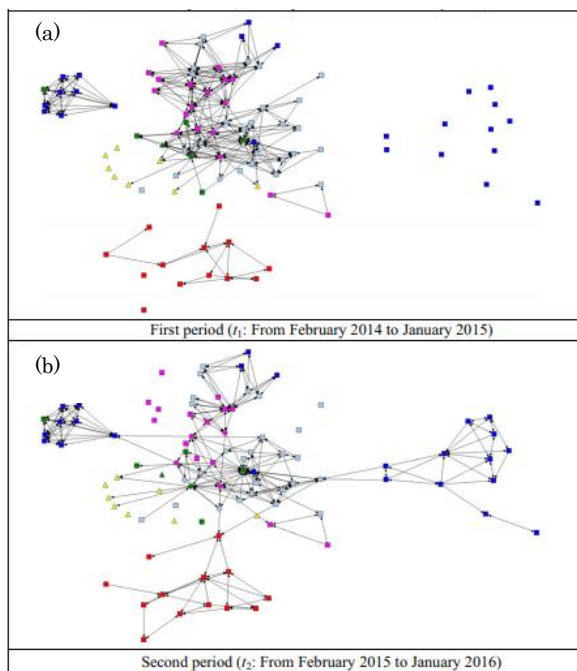 (a)
First period (t₁: From February 2014 to January 2015)
(b)
Second period (t₂: From February 2015 to January 2016)